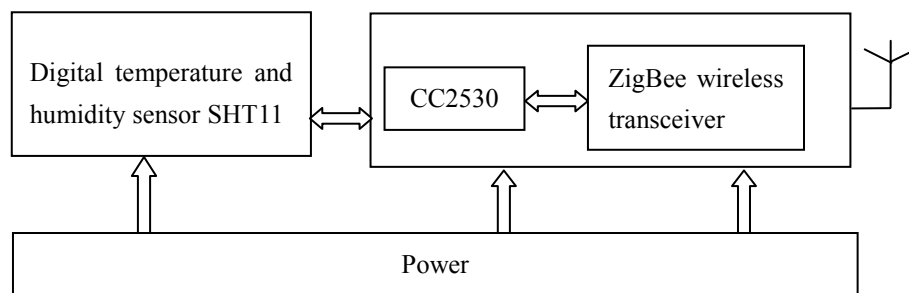 Digital temperature and
humidity sensor SHT11
CC2530
ZigBee wireless
transceiver
Power